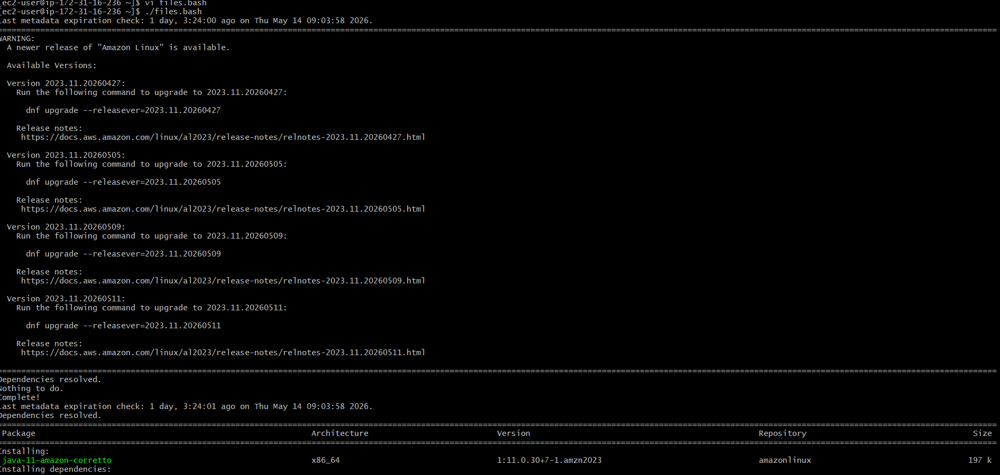 [ec2-user@ip-172-31-16-236 ~]$ vi files.bash
[ec2-user@ip-172-31-16-236 ~]$ ./files.bash
Last metadata expiration check: 1 day, 3:24:00 ago on Thu May 14 09:03:58 2026.
WARNING:
A newer release of "Amazon Linux" is available.
Available Versions:
Version 2023.11.20260427:
Run the following command to upgrade to 2023.11.20260427:
dnf upgrade --releasever=2023.11.20260427
Release notes:
https://docs.aws.amazon.com/linux/al2023/release-notes/relnotes-2023.11.20260427.html
Version 2023.11.20260505:
Run the following command to upgrade to 2023.11.20260505:
dnf upgrade --releasever=2023.11.20260505
Release notes:
https://docs.aws.amazon.com/linux/al2023/release-notes/relnotes-2023.11.20260505.html
Version 2023.11.20260509:
Run the following command to upgrade to 2023.11.20260509:
dnf upgrade --releasever=2023.11.20260509
Release notes:
https://docs.aws.amazon.com/linux/al2023/release-notes/relnotes-2023.11.20260509.html
Version 2023.11.20260511:
Run the following command to upgrade to 2023.11.20260511:
dnf upgrade --releasever=2023.11.20260511
Release notes:
https://docs.aws.amazon.com/linux/al2023/release-notes/relnotes-2023.11.20260511.html
Dependencies resolved.
Nothing to do.
Complete!
Last metadata expiration check: 1 day, 3:24:01 ago on Thu May 14 09:03:58 2026.
Dependencies resolved.
Package Architecture Version Repository Size
Installing:
java-11-amazon-corretto x86_64 1:11.0.30+7-1.amzn2023 amazonlinux 197 k
Installing dependencies: